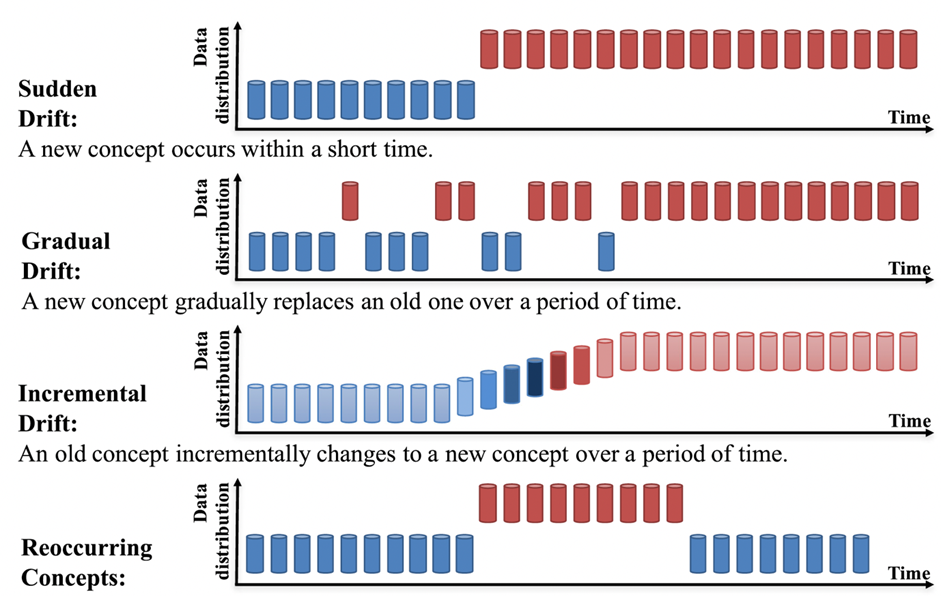 Data
distribution
Sudden
Drift:
Time
A new concept occurs within a short time.
Data
distribution
Gradual
Drift:
Time
A new concept gradually replaces an old one over a period of time.
Data
distribution
Incremental
Drift:
Time
An old concept incrementally changes to a new concept over a period of time.
Data
distribution
Reoccurring
Concepts:
Time